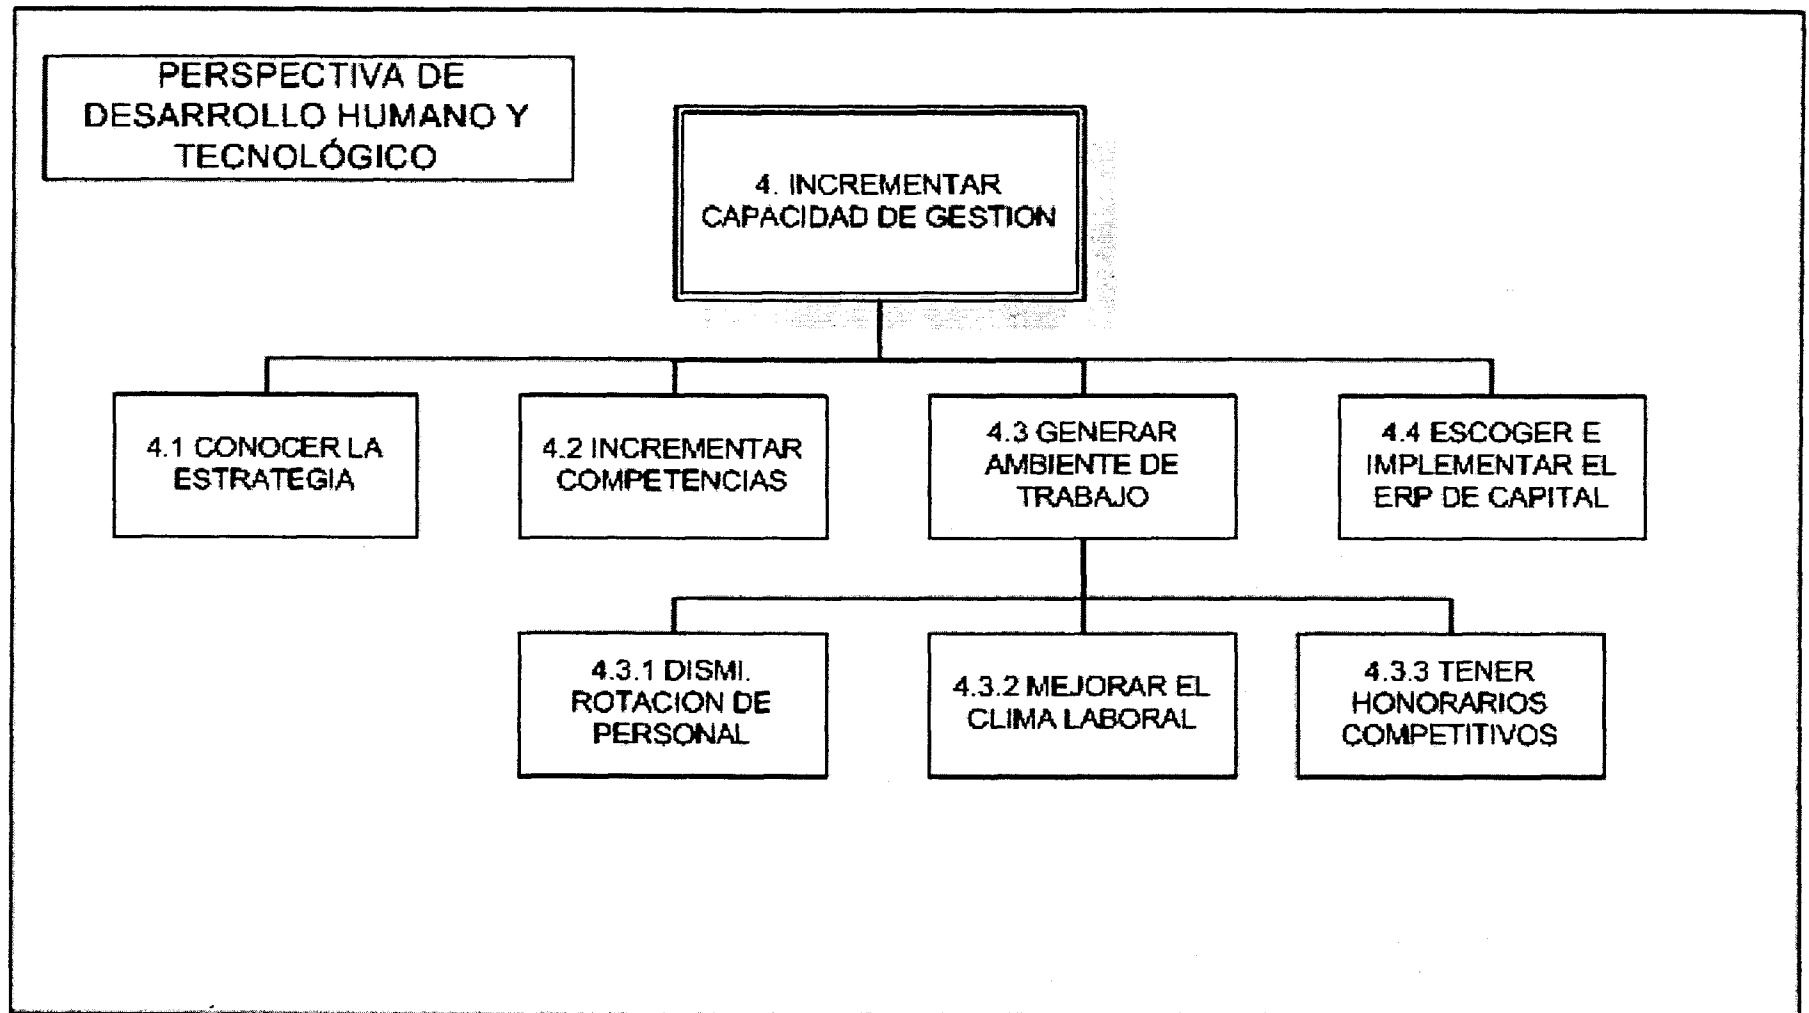 PERSPECTIVA DE
DESARROLLO HUMANO Y
TECNOLÓGICO
4. INCREMENTAR
CAPACIDAD DE GESTION
4.1 CONOCER LA
ESTRATEGIA
4.2 INCREMENTAR
COMPETENCIAS
4.3 GENERAR
AMBIENTE DE
TRABAJO
4.4 ESCOGER E
IMPLEMENTAR EL
ERP DE CAPITAL
4.3.1 DISMI.
ROTACION DE
PERSONAL
4.3.2 MEJORAR EL
CLIMA LABORAL
4.3.3 TENER
HONORARIOS
COMPETITIVOS